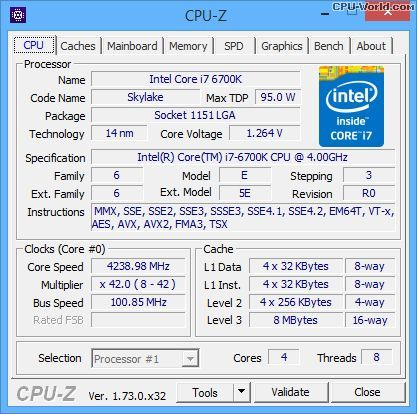 CPU-World.com
CPU-Z
CPU Caches Mainboard Memory SPD Graphics Bench About
Processor
Name Intel Core i7 6700K
Code Name Skylake Max TDP 95.0 W
Package Socket 1151 LGA
Technology 14 nm Core Voltage 1.264 V
intel inside™ CORE™ i7
Specification Intel(R) Core(TM) i7-6700K CPU @ 4.00GHz
Family 6 Model E Stepping 3
Ext. Family 6 Ext. Model 5E Revision R0
Instructions MMX, SSE, SSE2, SSE3, SSSE3, SSE4.1, SSE4.2, EM64T, VT-x,
AES, AVX, AVX2, FMA3, TSX
Clocks (Core #0)
Core Speed 4238.98 MHz
Multiplier x 42.0 ( 8 - 42 )
Bus Speed 100.85 MHz
Rated FSB
Cache
L1 Data 4 x 32 KBytes 8-way
L1 Inst. 4 x 32 KBytes 8-way
Level 2 4 x 256 KBytes 4-way
Level 3 8 MBytes 16-way
Selection Processor #1 Cores 4 Threads 8
CPU-Z Ver. 1.73.0.x32 Tools Validate Close